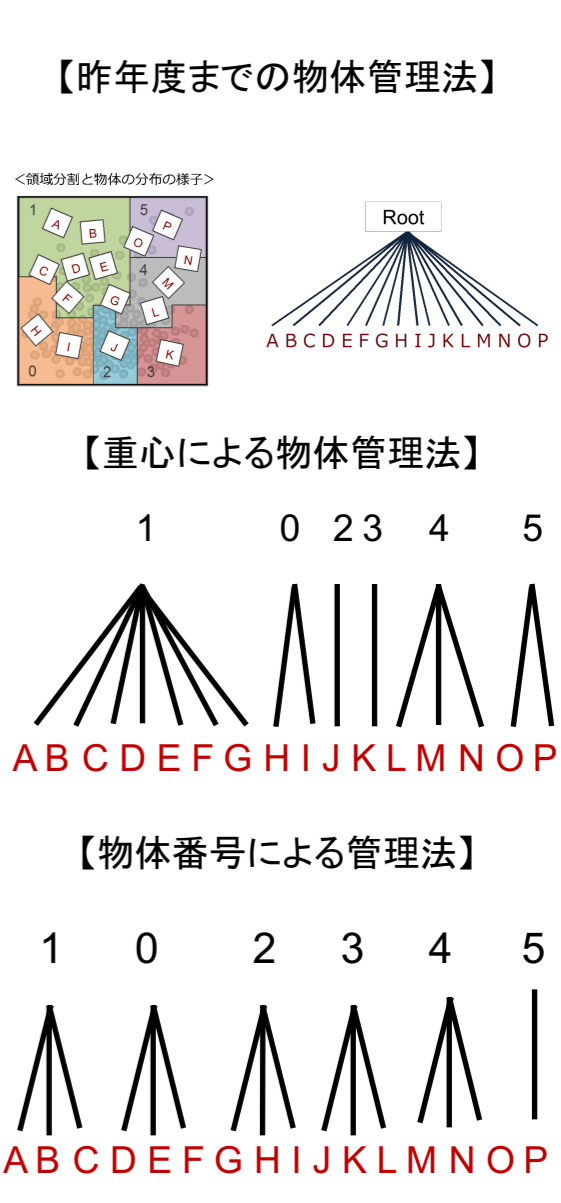 【昨年度までの物体管理法】
＜領域分割と物体の分布の様子＞
1 A B 5 P
O
C D E 4 N
F G M
H I J L K
0 2 3
Root
A B C D E F G H I J K L M N O P
【重心による物体管理法】
1 0 2 3 4 5
A B C D E F G H I J K L M N O P
【物体番号による管理法】
1 0 2 3 4 5
A B C D E F G H I J K L M N O P